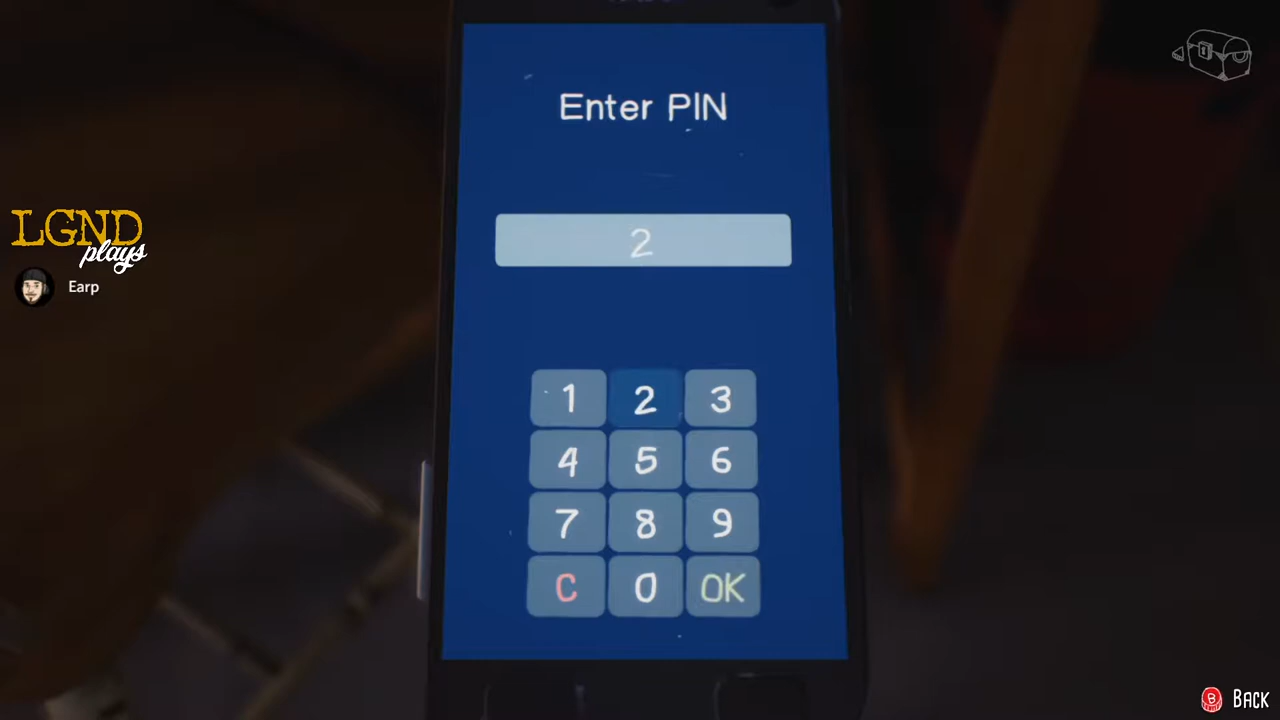 Enter PIN
2
LGND
plays
Earp
1 2 3
4 5 6
7 8 9
C 0 OK
B BACK